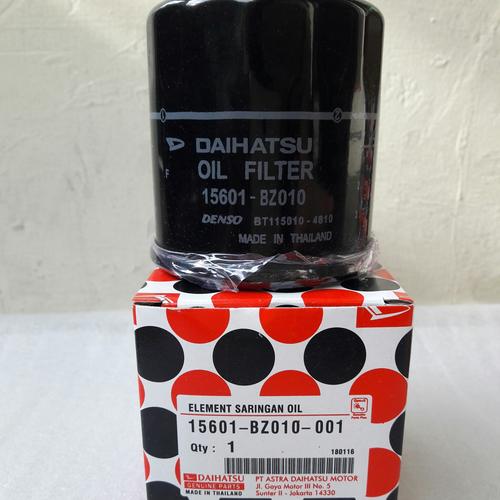 DAIHATSU
F
OIL FILTER
15601-BZ010
DENSO BT115010-4810
MADE IN THAILAND
ELEMENT SARINGAN OIL
15601-BZ010-001
Qty : 1
180116
DAIHATSU
GENUINE PARTS
MADE IN THAILAND
PT ASTRA DAIHATSU MOTOR
Jl. Gaya Motor III No. 5
Sunter II - Jakarta 14330